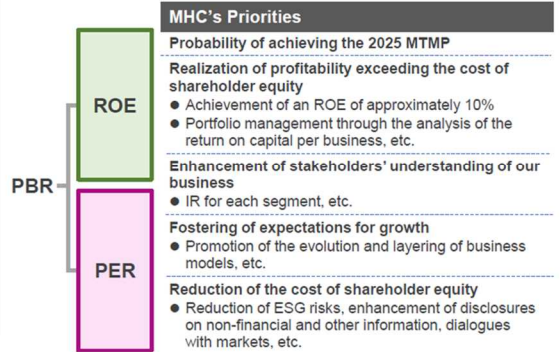 MHC's Priorities
Probability of achieving the 2025 MTMP
Realization of profitability exceeding the cost of
shareholder equity
● Achievement of an ROE of approximately 10%
● Portfolio management through the analysis of the
return on capital per business, etc.
Enhancement of stakeholders' understanding of our
business
● IR for each segment, etc.
Fostering of expectations for growth
● Promotion of the evolution and layering of business
models, etc.
Reduction of the cost of shareholder equity
● Reduction of ESG risks, enhancement of disclosures
on non-financial and other information, dialogues
with markets, etc.
PBR
ROE
PER